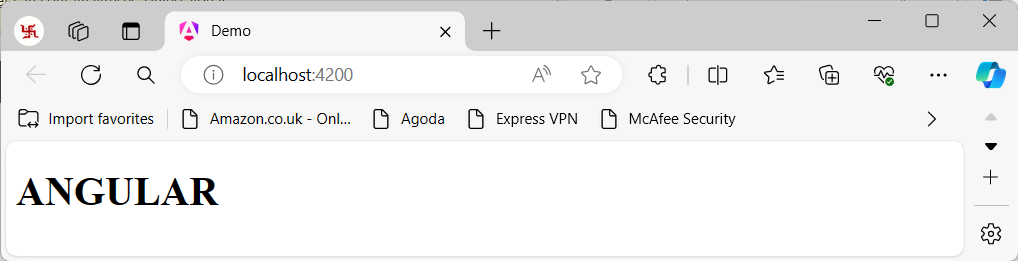 Demo
localhost:4200
Import favorites Amazon.co.uk - Onl... Agoda Express VPN McAfee Security
ANGULAR